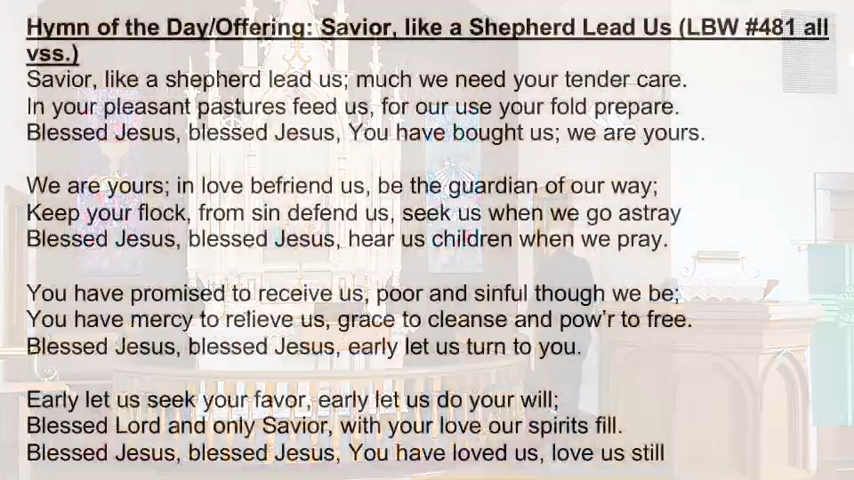 Hymn of the Day/Offering: Savior, like a Shepherd Lead Us (LBW #481 all
vss.)
Savior, like a shepherd lead us; much we need your tender care.
In your pleasant pastures feed us, for our use your fold prepare.
Blessed Jesus, blessed Jesus, You have bought us; we are yours.
We are yours; in love befriend us, be the guardian of our way;
Keep your flock, from sin defend us, seek us when we go astray
Blessed Jesus, blessed Jesus, hear us children when we pray.
You have promised to receive us, poor and sinful though we be;
You have mercy to relieve us, grace to cleanse and pow’r to free.
Blessed Jesus, blessed Jesus, early let us turn to you.
Early let us seek your favor, early let us do your will;
Blessed Lord and only Savior, with your love our spirits fill.
Blessed Jesus, blessed Jesus, You have loved us, love us still